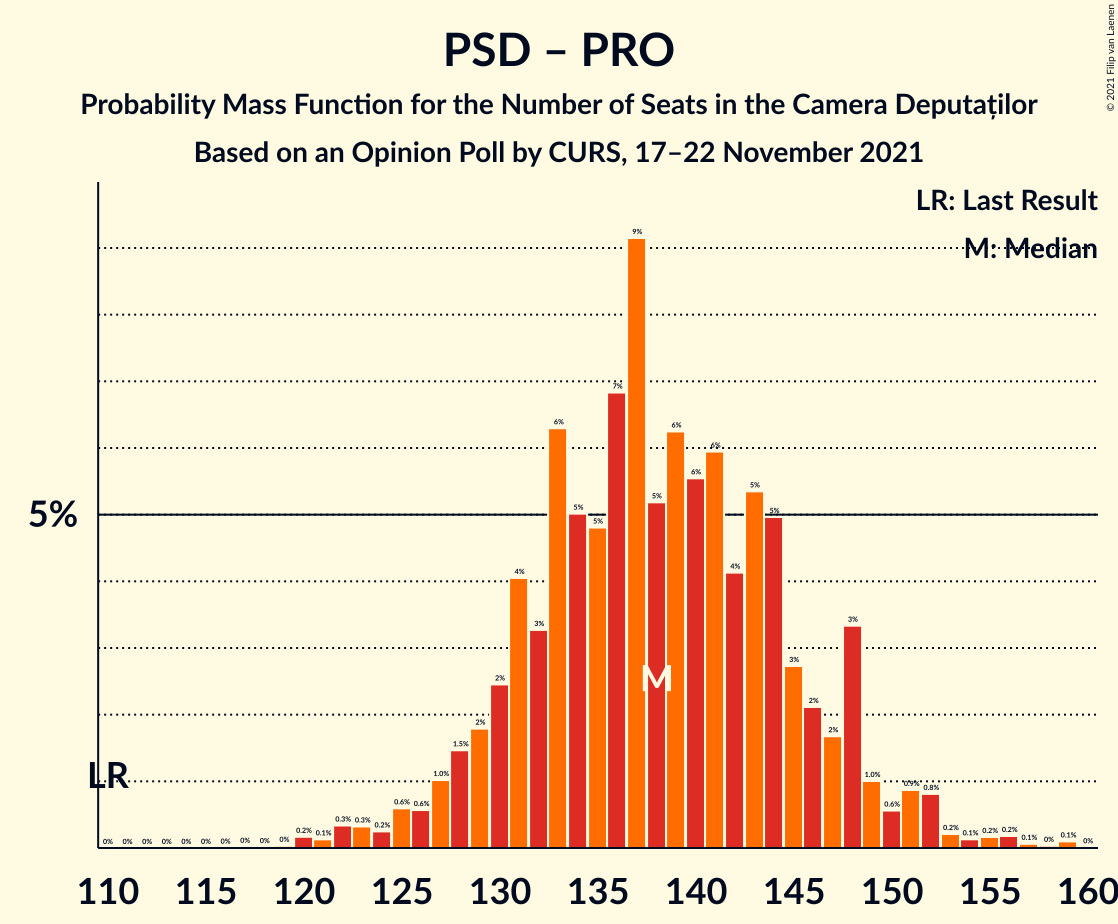 PSD – PRO
Probability Mass Function for the Number of Seats in the Camera Deputaților
Based on an Opinion Poll by CURS, 17–22 November 2021
© 2021 Filip van Laenen
LR: Last Result
M: Median
5%
LR
M
0% 0% 0% 0% 0% 0% 0% 0% 0% 0% 0.2% 0.1% 0.3% 0.3% 0.2% 0.6% 0.6% 1.0% 1.5% 2% 2% 4% 3% 6% 5% 5% 7% 9% 5% 6% 6% 6% 4% 5% 5% 3% 2% 2% 3% 1.0% 0.6% 0.9% 0.8% 0.2% 0.1% 0.2% 0.2% 0.1% 0% 0.1% 0%
110 115 120 125 130 135 140 145 150 155 160